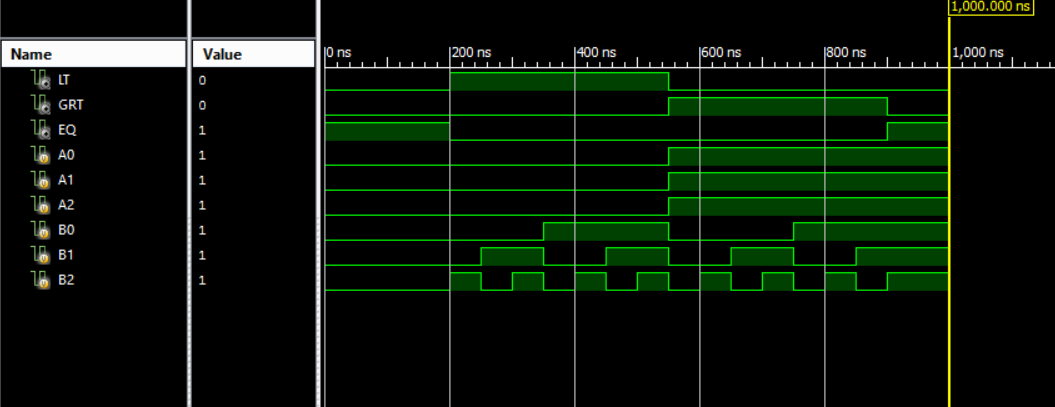 1,000.000 ns
Name Value 0 ns 200 ns 400 ns 600 ns 800 ns 1,000 ns
LT 0
GRT 0
EQ 1
A0 1
A1 1
A2 1
B0 1
B1 1
B2 1